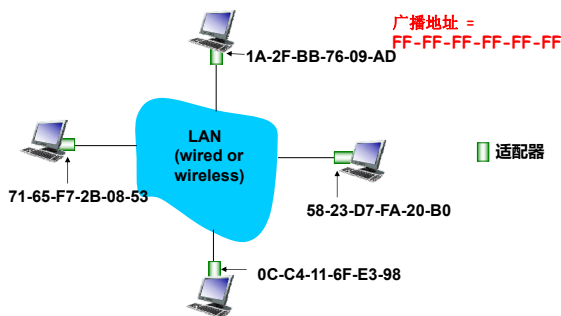 广播地址 =
FF-FF-FF-FF-FF-FF
1A-2F-BB-76-09-AD
LAN
(wired or
wireless)
适配器
71-65-F7-2B-08-53
58-23-D7-FA-20-B0
0C-C4-11-6F-E3-98